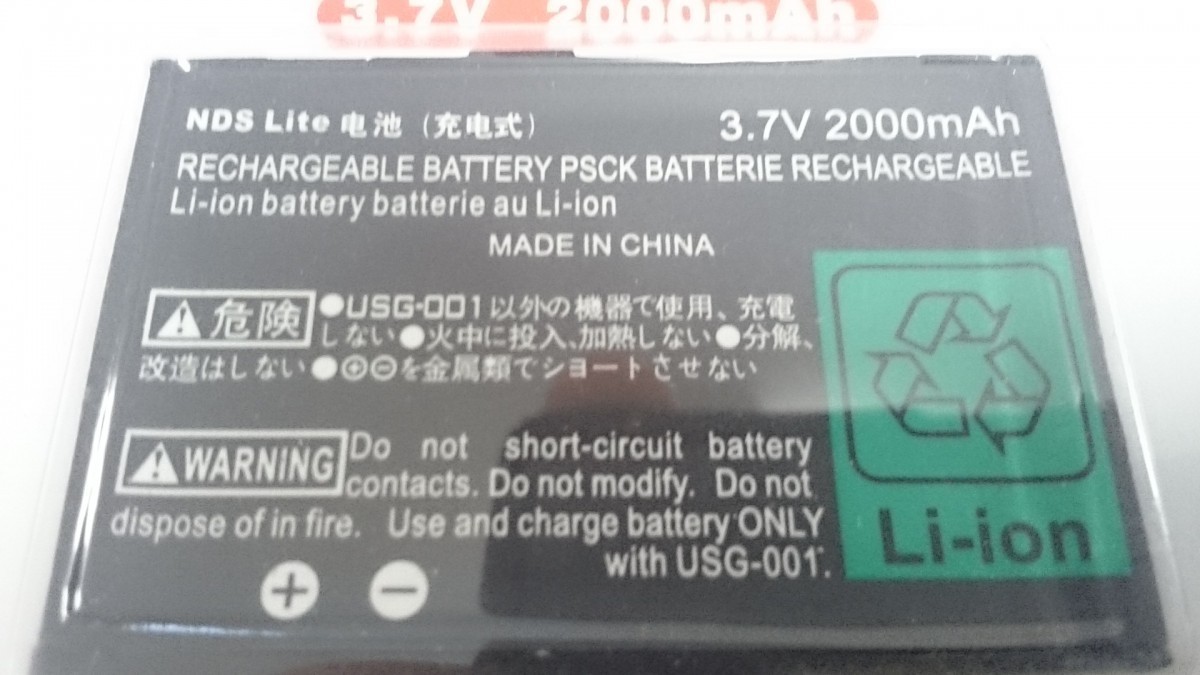 3.7V 2000mAh
NDS Lite 电池（充电式） 3.7V 2000mAh
RECHARGEABLE BATTERY PSCK BATTERIE RECHARGEABLE
Li-ion battery batterie au Li-ion
MADE IN CHINA
⚠危険 ●USG-001以外の機器で使用、充電
しない●火中に投入、加熱しない●分解、
改造はしない●⊕⊖を金属類でショートさせない
⚠WARNiNG Do not short-circuit battery
contacts. Do not modify. Do not
dispose of in fire. Use and charge battery ONLY
with USG-001.
Li-ion
⊕ ⊖